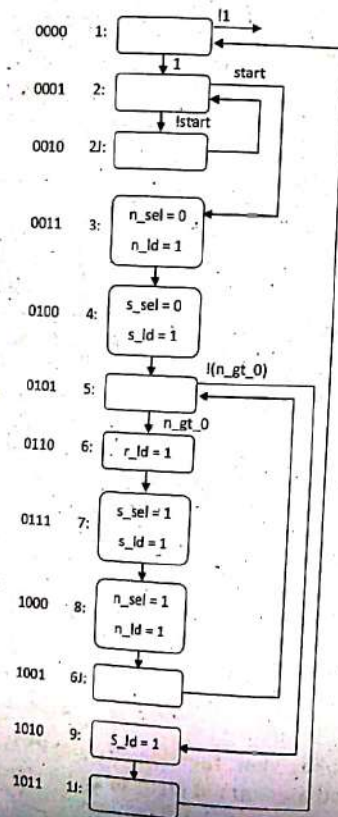 !1
0000 1:
1
start
0001 2:
!start
0010 2J:
0011 3: n_sel = 0
n_ld = 1
0100 4: s_sel = 0
s_ld = 1
!(n_gt_0)
0101 5:
n_gt_0
0110 6: r_ld = 1
0111 7: s_sel = 1
s_ld = 1
1000 8: n_sel = 1
n_ld = 1
1001 6J:
1010 9: S_ld = 1
1011 1J: